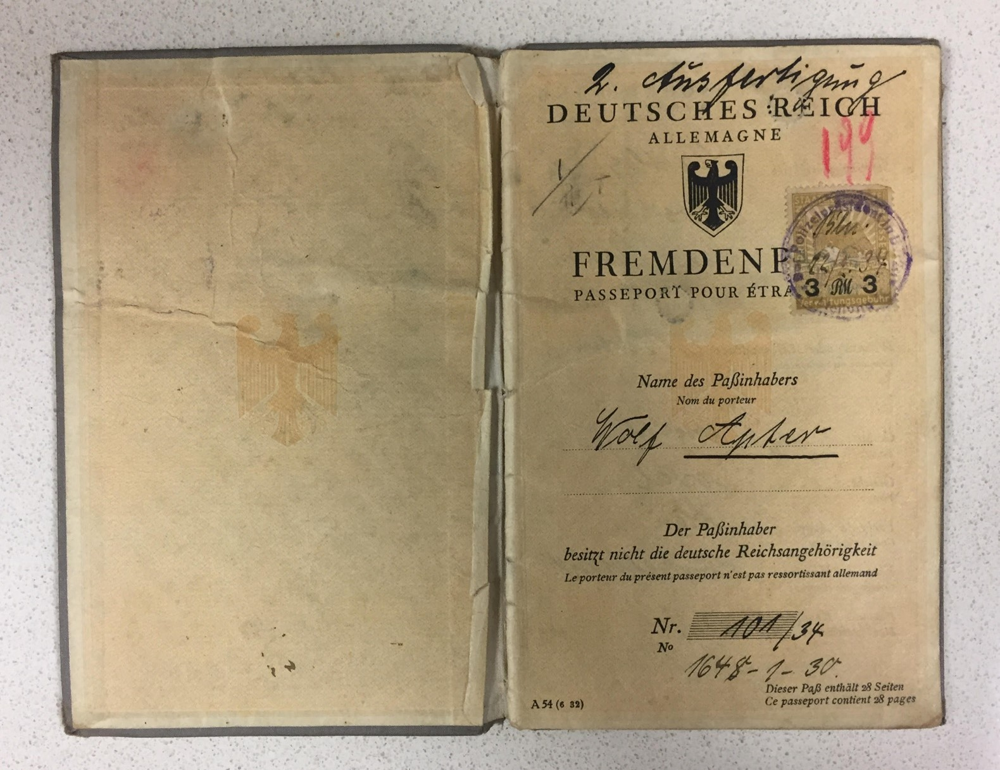 2. Ausfertigung
DEUTSCHES REICH
ALLEMAGNE
199
FREMDENP
PASSEPORT POUR ÉTRA
3 RM 3
Verwaltungsgebühr
Name des Paßinhabers
Nom du porteur
Wolf Apter
Der Paßinhaber
besitzt nicht die deutsche Reichsangehörigkeit
Le porteur du présent passeport n'est pas ressortissant allemand
Nr. 101/34
No
1648-1-30.
Dieser Paß enthält 28 Seiten
Ce passeport contient 28 pages
A 54 (6 32)